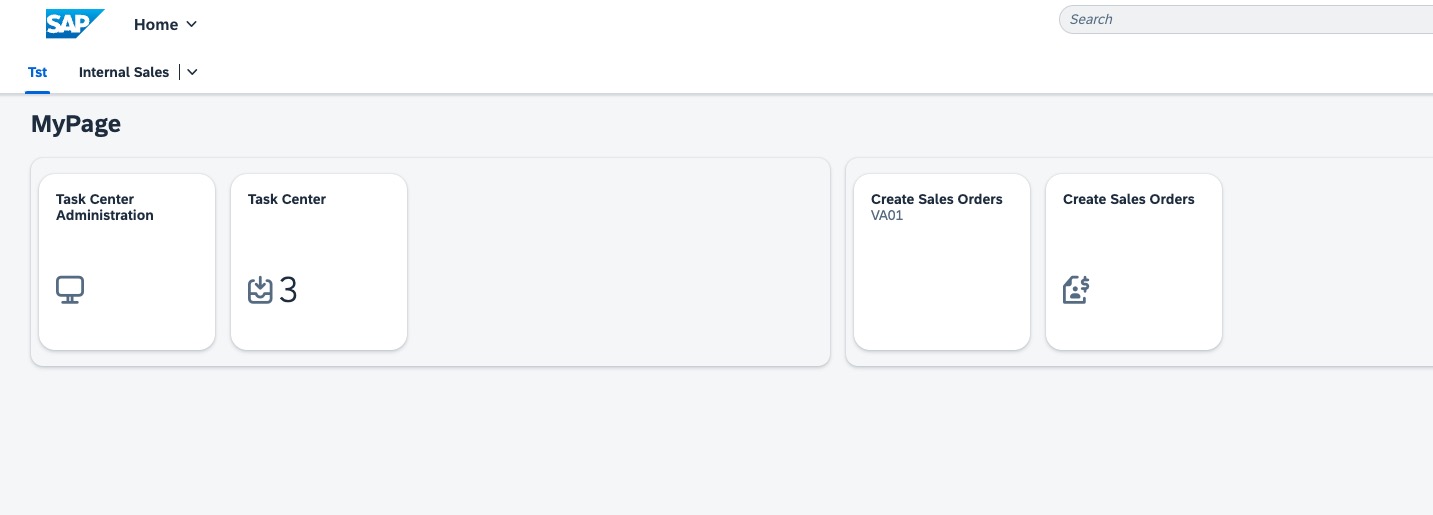 SAP
Home
Search
Tst
Internal Sales
MyPage
Task Center
Administration
Task Center
3
Create Sales Orders
VA01
Create Sales Orders